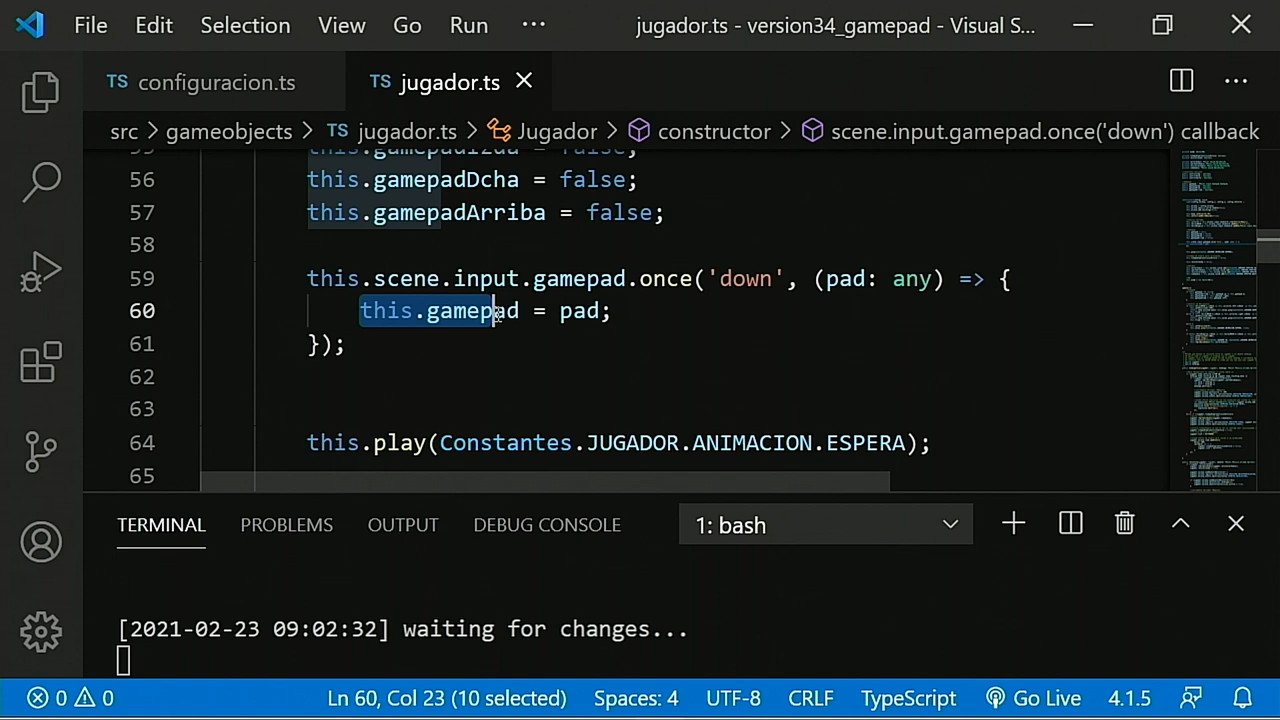 File Edit Selection View Go Run ··· jugador.ts - version34_gamepad - Visual S...
TS configuracion.ts TS jugador.ts
src > gameobjects > TS jugador.ts > Jugador > constructor > scene.input.gamepad.once('down') callback
55 this.gamepadIzda = false;
56 this.gamepadDcha = false;
57 this.gamepadArriba = false;
58
59 this.scene.input.gamepad.once('down', (pad: any) => {
60 this.gamepad = pad;
61 });
62
63
64 this.play(Constantes.JUGADOR.ANIMACION.ESPERA);
65
TERMINAL PROBLEMS OUTPUT DEBUG CONSOLE 1: bash
[2021-02-23 09:02:32] waiting for changes...
0 0 Ln 60, Col 23 (10 selected) Spaces: 4 UTF-8 CRLF TypeScript Go Live 4.1.5